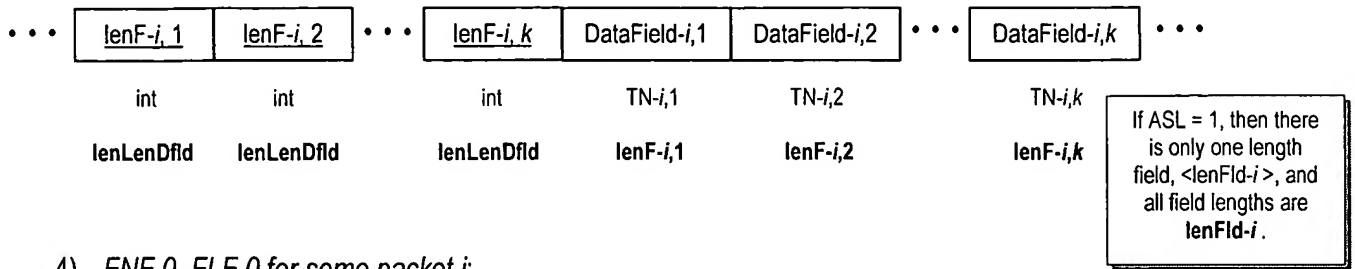 • • • lenF-i, 1 lenF-i, 2 • • • lenF-i, k DataField-i,1 DataField-i,2 • • • DataField-i,k • • •
int int int TN-i,1 TN-i,2 TN-i,k
lenLenDfld lenLenDfld lenLenDfld lenF-i,1 lenF-i,2 lenF-i,k
If ASL = 1, then there
is only one length
field, <lenFld-i >, and
all field lengths are
lenFld-i .
4) FNF 0, FLF 0 for some packet i: